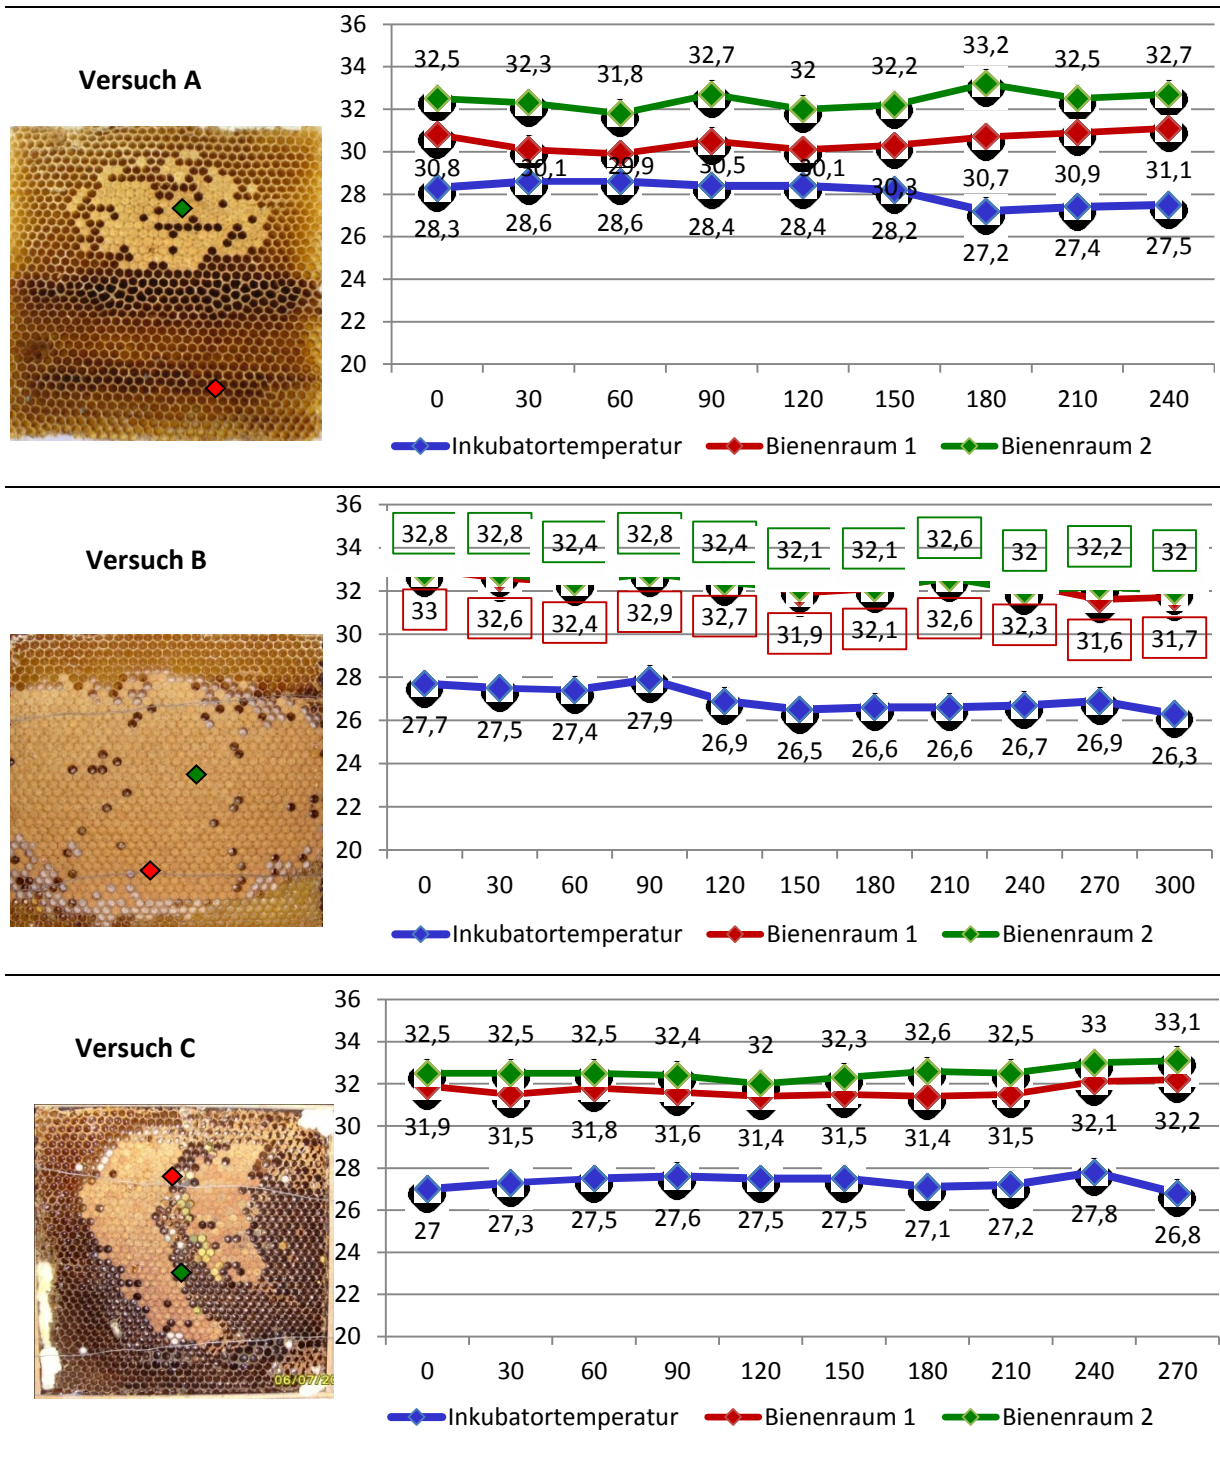 Versuch A
36
34
32
30
28
26
24
22
20
32,5 32,3 31,8 32,7 32 32,2 33,2 32,5 32,7
30,8 30,1 29,9 30,5 30,1 30,3 30,7 30,9 31,1
28,3 28,6 28,6 28,4 28,4 28,2 27,2 27,4 27,5
0 30 60 90 120 150 180 210 240
Inkubatortemperatur Bienenraum 1 Bienenraum 2
Versuch B
36
34
32
30
28
26
24
22
20
32,8 32,8 32,4 32,8 32,4 32,1 32,1 32,6 32 32,2 32
33 32,6 32,4 32,9 32,7 31,9 32,1 32,6 32,3 31,6 31,7
27,7 27,5 27,4 27,9 26,9 26,5 26,6 26,6 26,7 26,9 26,3
0 30 60 90 120 150 180 210 240 270 300
Inkubatortemperatur Bienenraum 1 Bienenraum 2
Versuch C
36
34
32
30
28
26
24
22
20
32,5 32,5 32,5 32,4 32 32,3 32,6 32,5 33 33,1
31,9 31,5 31,8 31,6 31,4 31,5 31,4 31,5 32,1 32,2
27 27,3 27,5 27,6 27,5 27,5 27,1 27,2 27,8 26,8
0 30 60 90 120 150 180 210 240 270
Inkubatortemperatur Bienenraum 1 Bienenraum 2